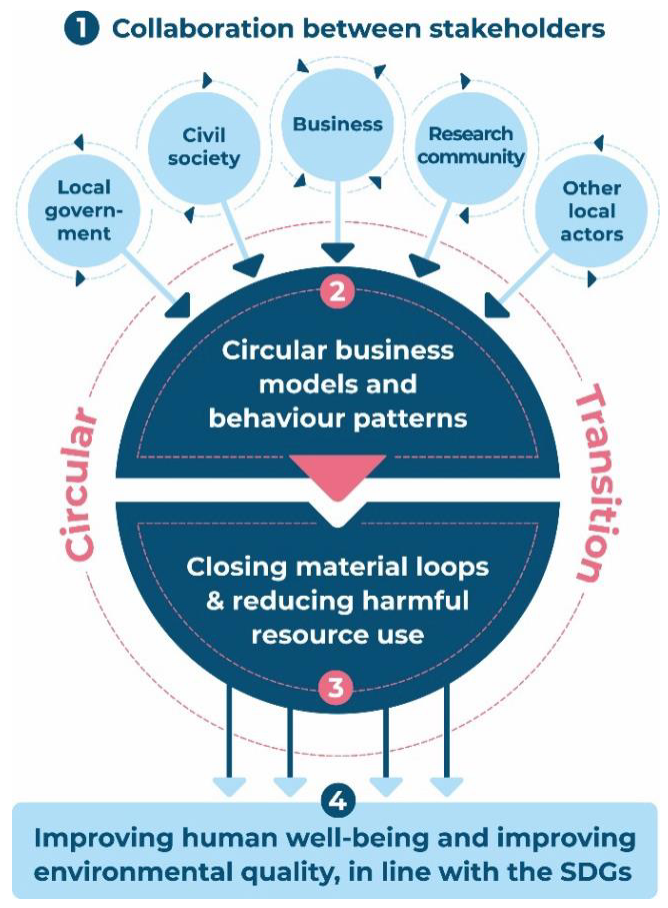 1 Collaboration between stakeholders
Local
govern-
ment
Civil
society
Business
Research
community
Other
local
actors
2
Circular business
models and
behaviour patterns
Circular
Transition
Closing material loops
& reducing harmful
resource use
3
4
Improving human well-being and improving
environmental quality, in line with the SDGs